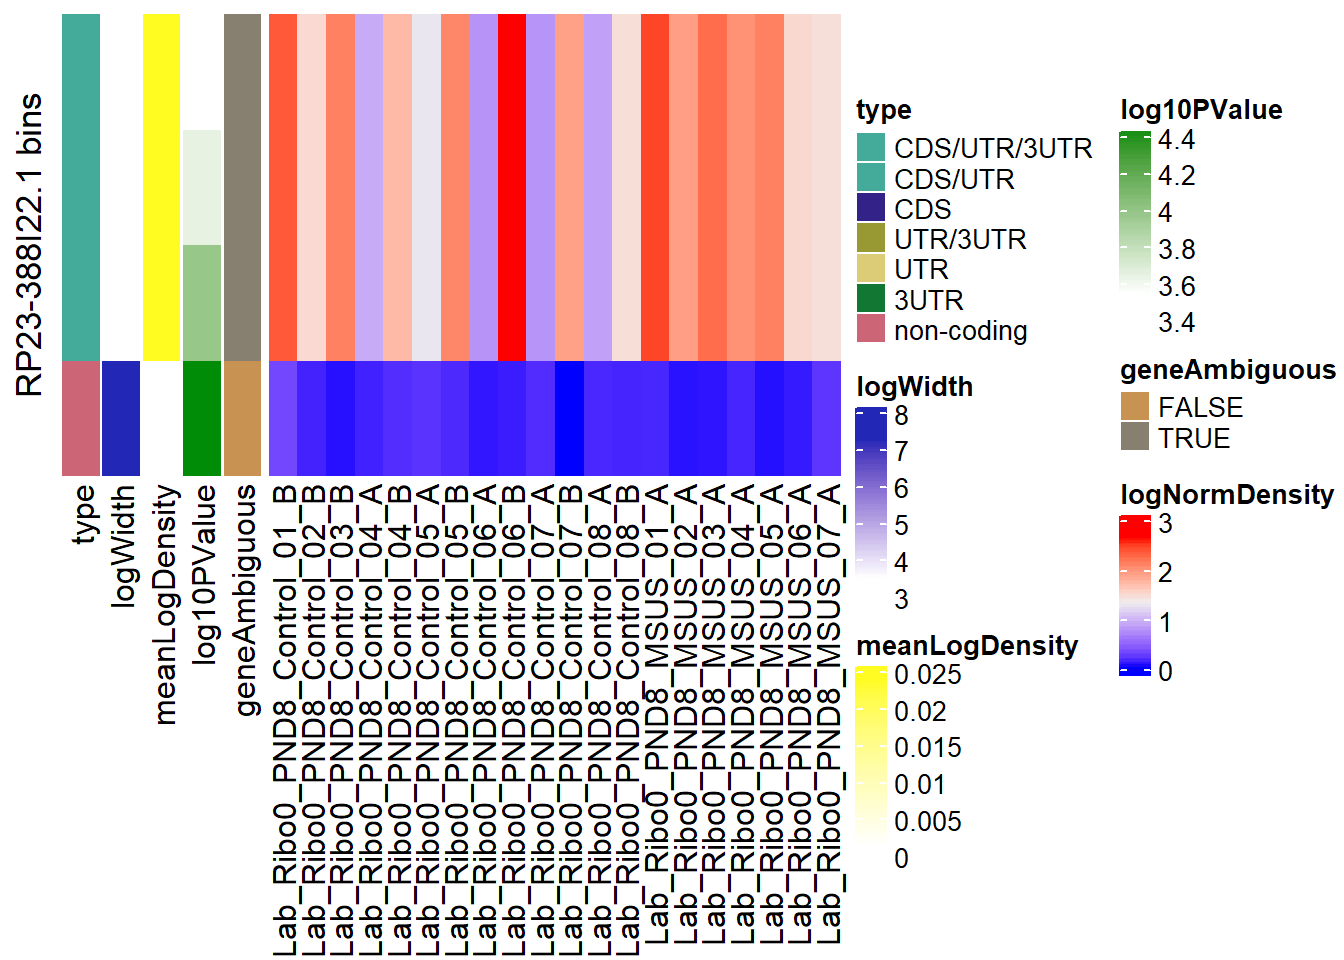 RP23-388I22.1 bins
type
logWidth
meanLogDensity
log10PValue
geneAmbiguous
Lab_Ribo0_PND8_Control_01_B
Lab_Ribo0_PND8_Control_02_B
Lab_Ribo0_PND8_Control_03_B
Lab_Ribo0_PND8_Control_04_A
Lab_Ribo0_PND8_Control_04_B
Lab_Ribo0_PND8_Control_05_A
Lab_Ribo0_PND8_Control_05_B
Lab_Ribo0_PND8_Control_06_A
Lab_Ribo0_PND8_Control_06_B
Lab_Ribo0_PND8_Control_07_A
Lab_Ribo0_PND8_Control_07_B
Lab_Ribo0_PND8_Control_08_A
Lab_Ribo0_PND8_Control_08_B
Lab_Ribo0_PND8_MSUS_01_A
Lab_Ribo0_PND8_MSUS_02_A
Lab_Ribo0_PND8_MSUS_03_A
Lab_Ribo0_PND8_MSUS_04_A
Lab_Ribo0_PND8_MSUS_05_A
Lab_Ribo0_PND8_MSUS_06_A
Lab_Ribo0_PND8_MSUS_07_A
type
CDS/UTR/3UTR
CDS/UTR
CDS
UTR/3UTR
UTR
3UTR
non-coding
logWidth
8
7
6
5
4
3
meanLogDensity
0.025
0.02
0.015
0.01
0.005
0
log10PValue
4.4
4.2
4
3.8
3.6
3.4
geneAmbiguous
FALSE
TRUE
logNormDensity
3
2
1
0